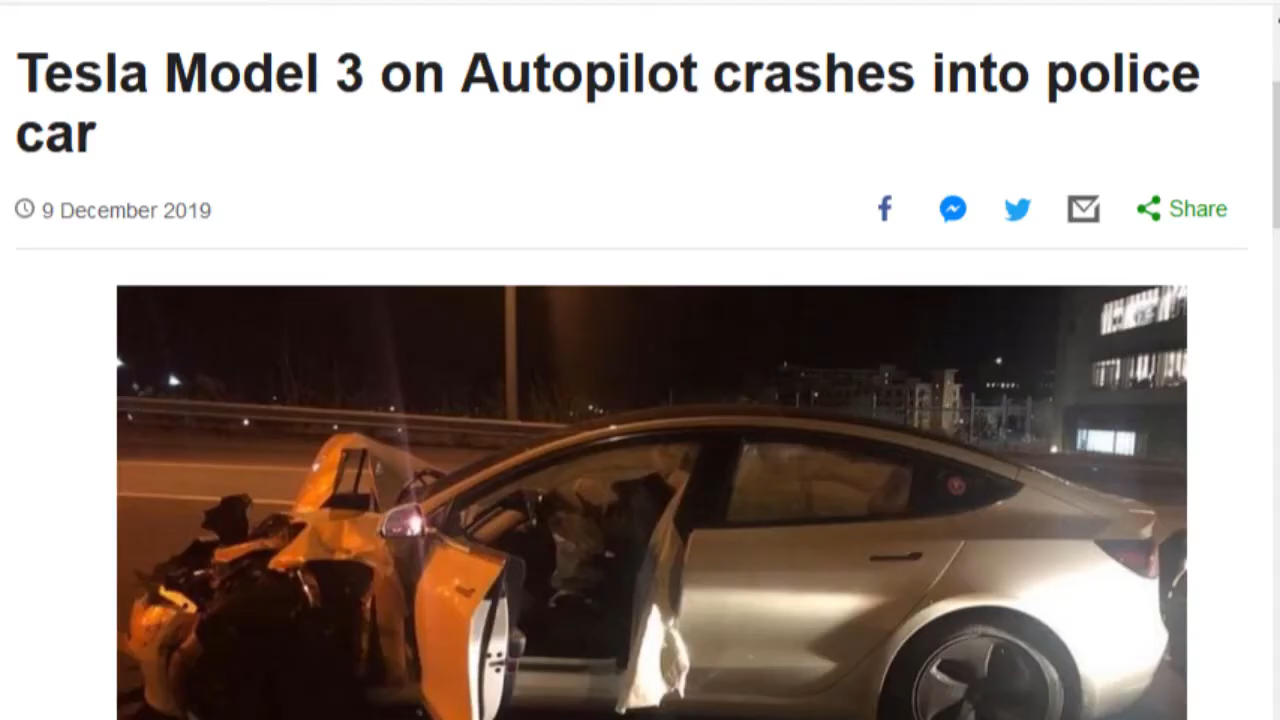 Tesla Model 3 on Autopilot crashes into police
car
9 December 2019
Share